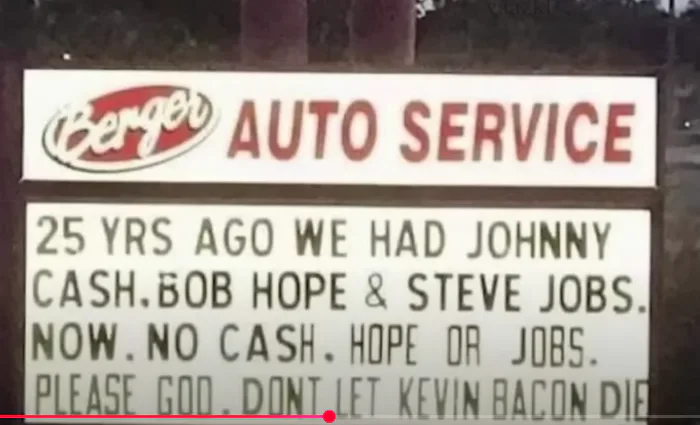 Berger AUTO SERVICE
25 YRS AGO WE HAD JOHNNY
CASH.BOB HOPE & STEVE JOBS.
NOW.NO CASH. HOPE OR JOBS.
PLEASE GOD. DONT LET KEVIN BACON DIE